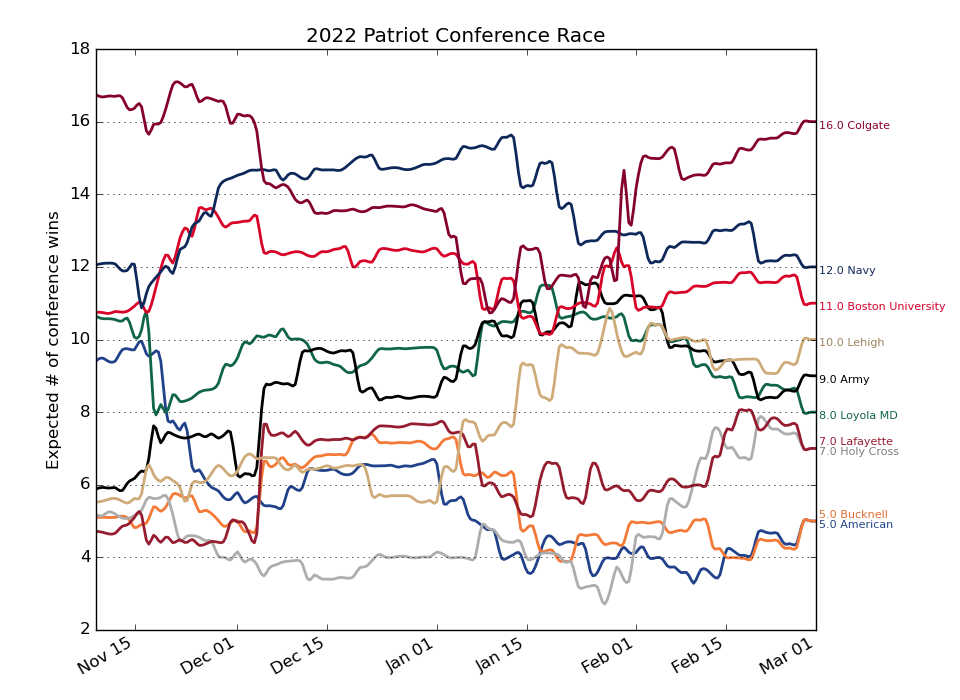 2022 Patriot Conference Race
Expected # of conference wins
18
16
14
12
10
8
6
4
2
Nov 15
Dec 01
Dec 15
Jan 01
Jan 15
Feb 01
Feb 15
Mar 01
16.0 Colgate
12.0 Navy
11.0 Boston University
10.0 Lehigh
9.0 Army
8.0 Loyola MD
7.0 Lafayette
7.0 Holy Cross
5.0 Bucknell
5.0 American